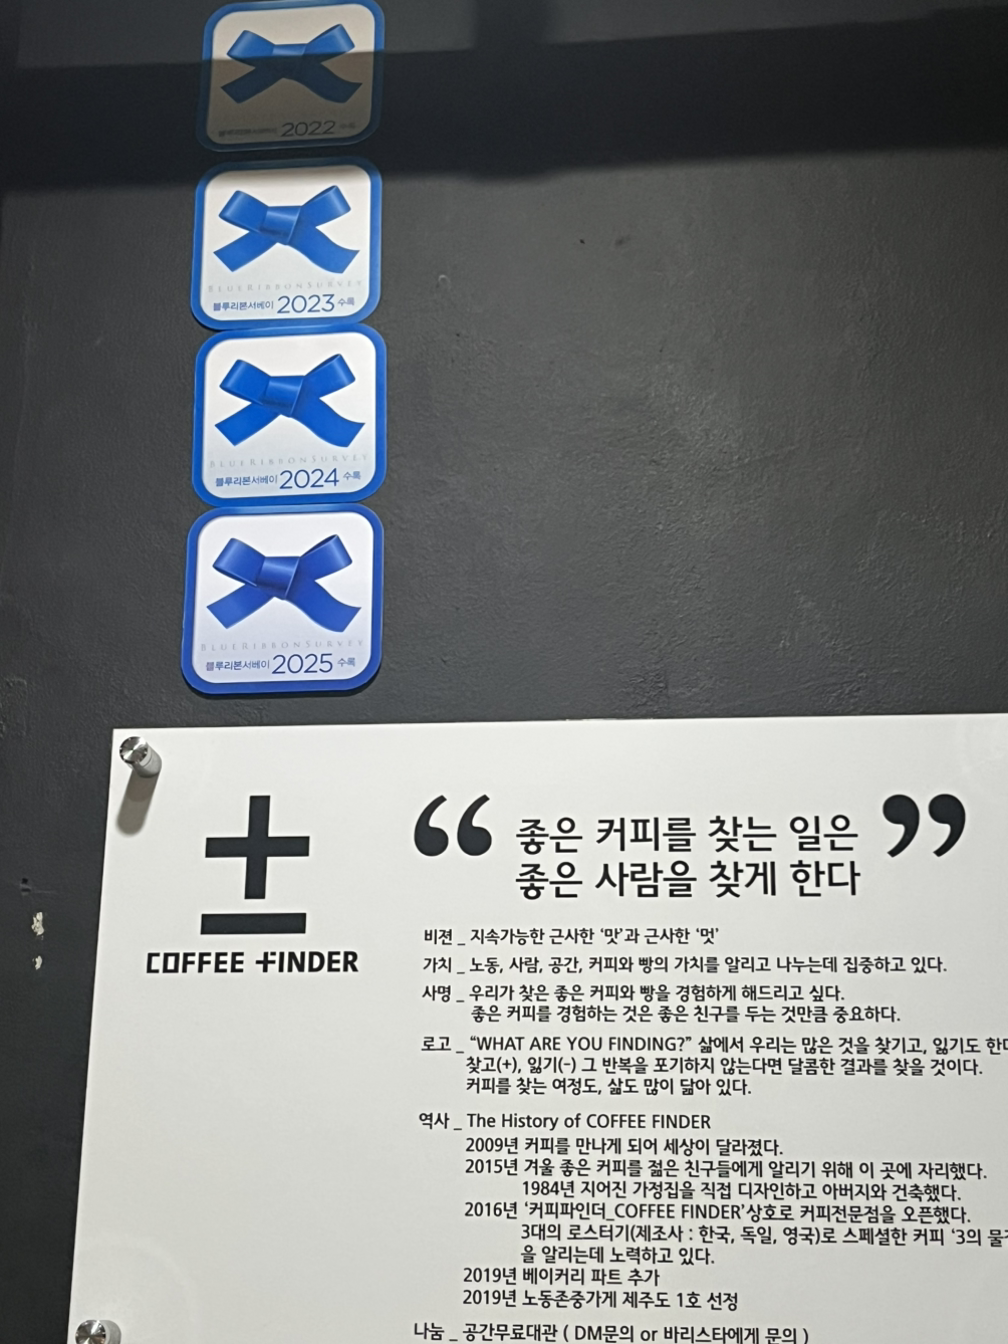 블루리본서베이 2022 수록
BLUERIBBONSURVEY
블루리본서베이 2023 수록
BLUERIBBONSURVEY
블루리본서베이 2024 수록
BLUERIBBONSURVEY
블루리본서베이 2025 수록
COFFEE FINDER
“ 좋은 커피를 찾는 일은
좋은 사람을 찾게 한다 ”
비젼 _ 지속가능한 근사한 ‘맛’과 근사한 ‘멋’
가치 _ 노동, 사람, 공간, 커피와 빵의 가치를 알리고 나누는데 집중하고 있다.
사명 _ 우리가 찾은 좋은 커피와 빵을 경험하게 해드리고 싶다.
좋은 커피를 경험하는 것은 좋은 친구를 두는 것만큼 중요하다.
로고 _ “WHAT ARE YOU FINDING?” 삶에서 우리는 많은 것을 찾기고, 잃기도
찾고(+), 잃기(-) 그 반복을 포기하지 않는다면 달콤한 결과를 찾을 것이다.
커피를 찾는 여정도, 삶도 많이 닮아 있다.
역사 _ The History of COFFEE FINDER
2009년 커피를 만나게 되어 세상이 달라졌다.
2015년 겨울 좋은 커피를 젊은 친구들에게 알리기 위해 이 곳에 자리했다.
1984년 지어진 가정집을 직접 디자인하고 아버지와 건축했다.
2016년 ‘커피파인더_COFFEE FINDER’상호로 커피전문점을 오픈했다.
3대의 로스터기(제조사 : 한국, 독일, 영국)로 스페셜한 커피 ‘3의
을 알리는데 노력하고 있다.
2019년 베이커리 파트 추가
2019년 노동존중가게 제주도 1호 선정
나눔 _ 공간무료대관 ( DM문의 or 바리스타에게 문의 )